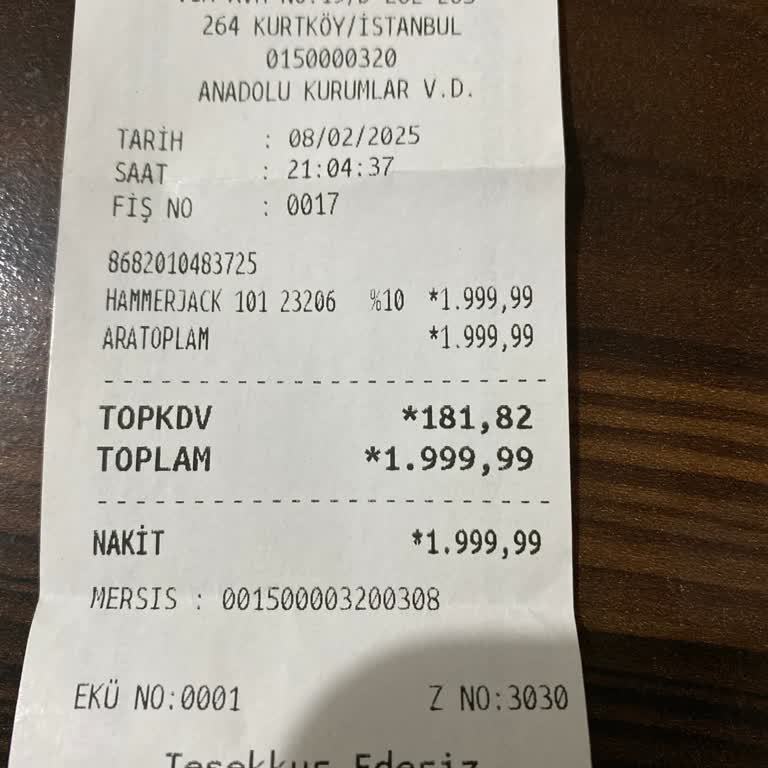 264 KURTKÖY/İSTANBUL
0150000320
ANADOLU KURUMLAR V.D.
TARİH : 08/02/2025
SAAT : 21:04:37
FİŞ NO : 0017
8682010483725
HAMMERJACK 101 23206 %10 *1.999,99
ARATOPLAM *1.999,99
TOPKDV *181,82
TOPLAM *1.999,99
NAKİT *1.999,99
MERSIS : 001500003200308
EKÜ NO:0001 Z NO:3030
Teşekkür Ederiz